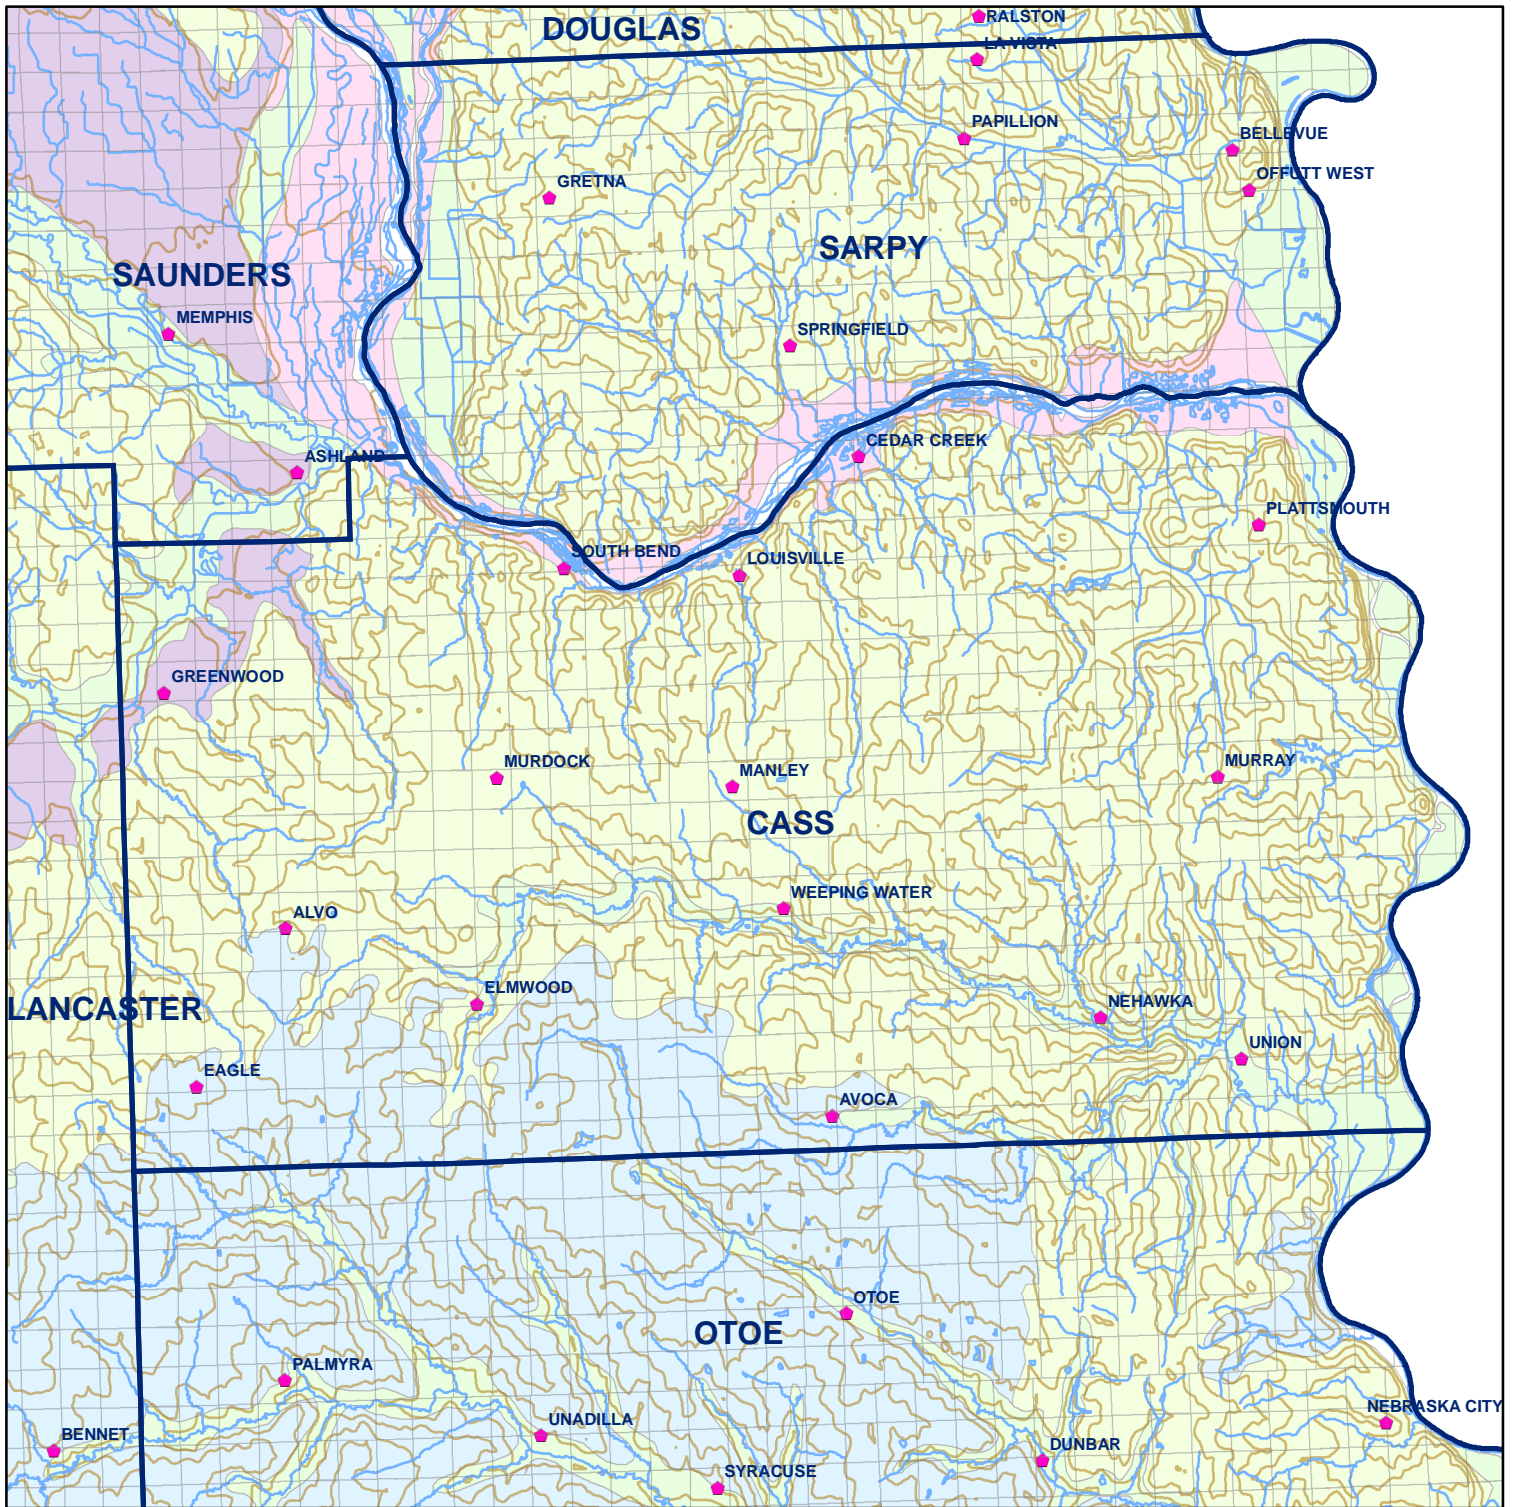 RALSTON
DOUGLAS
LA VISTA
PAPILLION
BELLEVUE
OFFUTT WEST
GRETNA
SARPY
SAUNDERS
MEMPHIS
SPRINGFIELD
CEDAR CREEK
ASHLAND
PLATTSMOUTH
SOUTH BEND
LOUISVILLE
GREENWOOD
MURDOCK
MANLEY
MURRAY
CASS
WEEPING WATER
ALVO
ELMWOOD
NEHAWKA
LANCASTER
UNION
EAGLE
AVOCA
OTOE
OTOE
PALMYRA
NEBRASKA CITY
UNADILLA
BENNET
DUNBAR
SYRACUSE